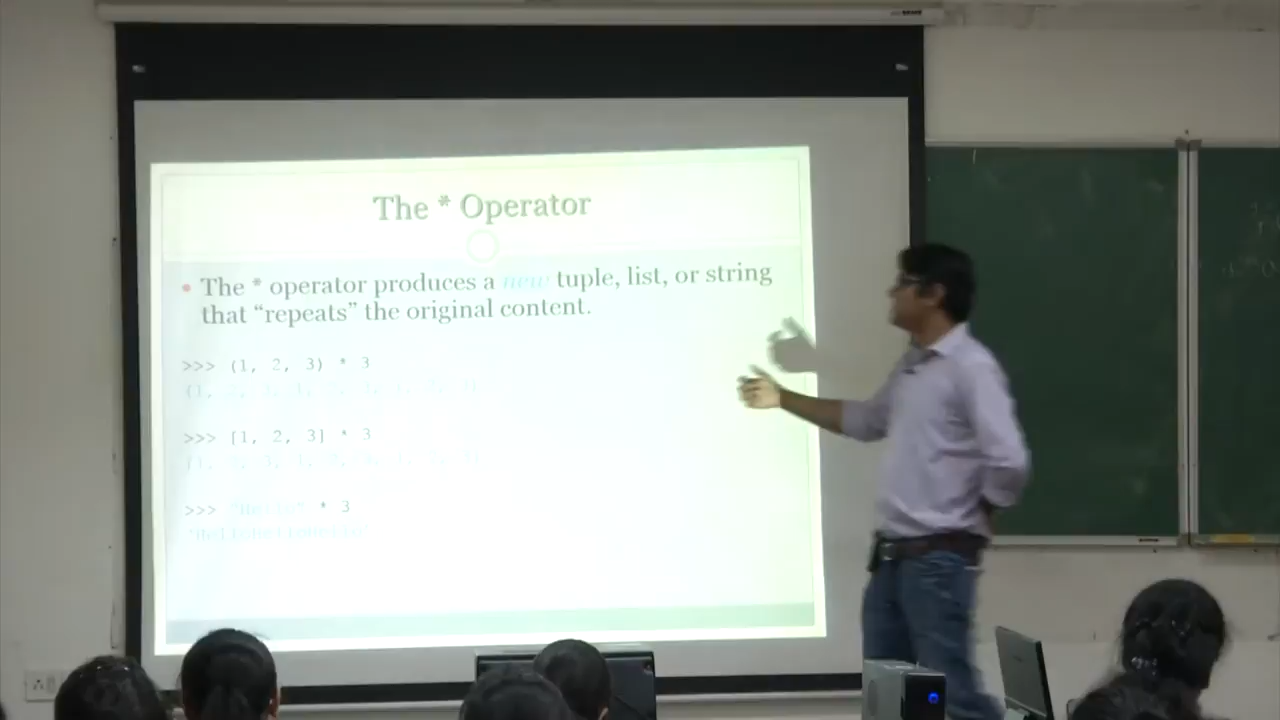 The * Operator
• The * operator produces a new tuple, list, or string
that “repeats” the original content.
>>> (1, 2, 3) * 3
>>> [1, 2, 3] * 3
>>> "Hello" * 3